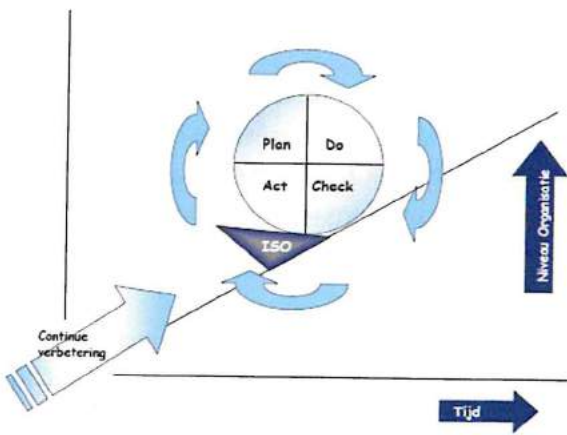 Plan
Do
Act
Check
ISO
Niveau Organisatie
Continue
verbetering
Tijd